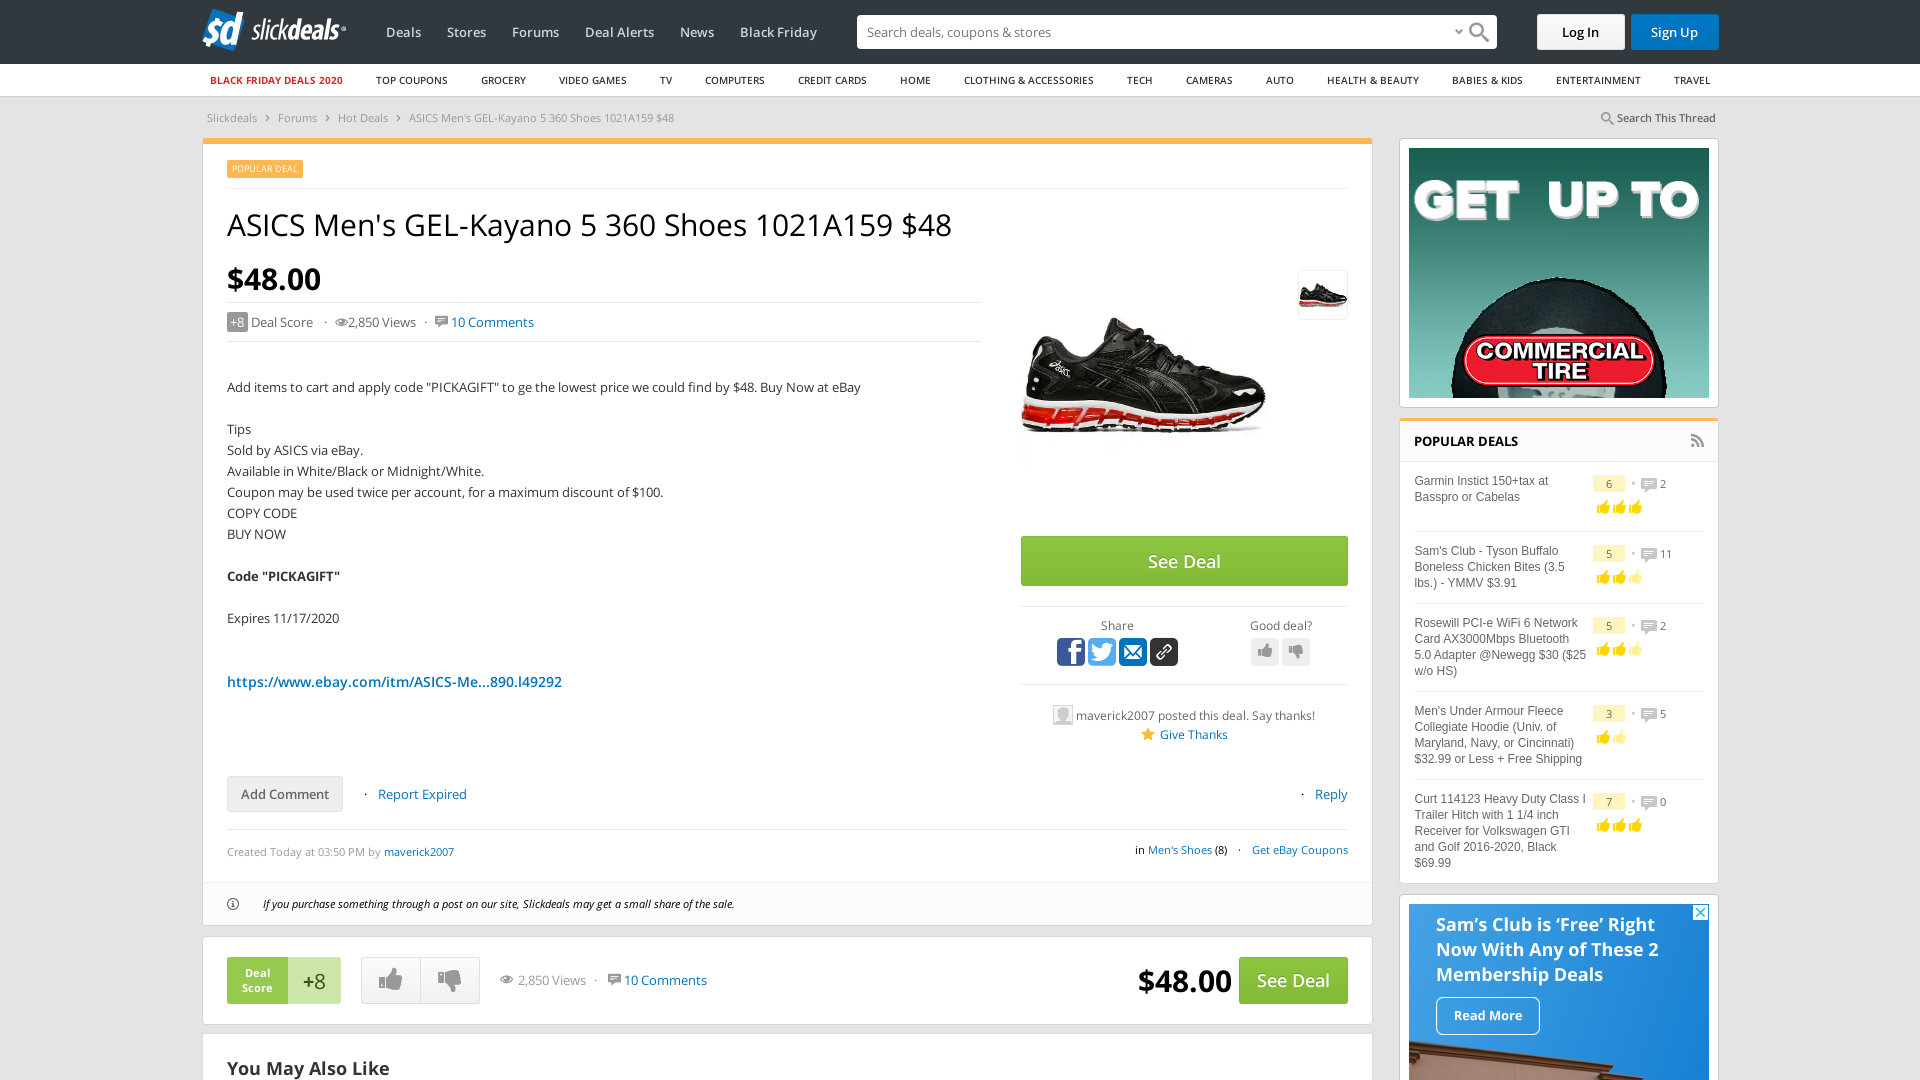 slickdeals
Deals
Stores
Forums
Deal Alerts
News
Black Friday
Search deals, coupons & stores
Log In
Sign Up
BLACK FRIDAY DEALS 2020
TOP COUPONS
GROCERY
VIDEO GAMES
TV
COMPUTERS
CREDIT CARDS
HOME
CLOTHING & ACCESSORIES
TECH
CAMERAS
AUTO
HEALTH & BEAUTY
BABIES & KIDS
ENTERTAINMENT
TRAVEL
Slickdeals > Forums > Hot Deals > ASICS Men's GEL-Kayano 5 360 Shoes 1021A159 $48
Search This Thread
POPULAR DEAL
ASICS Men's GEL-Kayano 5 360 Shoes 1021A159 $48
$48.00
+8 Deal Score · 2,850 Views · 10 Comments
Add items to cart and apply code "PICKAGIFT" to ge the lowest price we could find by $48. Buy Now at eBay
Tips
Sold by ASICS via eBay.
Available in White/Black or Midnight/White.
Coupon may be used twice per account, for a maximum discount of $100.
COPY CODE
BUY NOW
Code "PICKAGIFT"
Expires 11/17/2020
https://www.ebay.com/itm/ASICS-Me...890.l49292
See Deal
Share
Good deal?
maverick2007 posted this deal. Say thanks!
Give Thanks
Add Comment · Report Expired
· Reply
Created Today at 03:50 PM by maverick2007
in Men's Shoes (8) · Get eBay Coupons
If you purchase something through a post on our site, Slickdeals may get a small share of the sale.
Deal
Score
+8
2,850 Views · 10 Comments
$48.00
See Deal
You May Also Like
GET UP TO
COMMERCIAL
TIRE
POPULAR DEALS
Garmin Instict 150+tax at
Basspro or Cabelas
6 • 2
Sam's Club - Tyson Buffalo
Boneless Chicken Bites (3.5
lbs.) - YMMV $3.91
5 • 11
Rosewill PCI-e WiFi 6 Network
Card AX3000Mbps Bluetooth
5.0 Adapter @Newegg $30 ($25
w/o HS)
5 • 2
Men's Under Armour Fleece
Collegiate Hoodie (Univ. of
Maryland, Navy, or Cincinnati)
$32.99 or Less + Free Shipping
3 • 5
Curt 114123 Heavy Duty Class I
Trailer Hitch with 1 1/4 inch
Receiver for Volkswagen GTI
and Golf 2016-2020, Black
$69.99
7 • 0
Sam's Club is ‘Free’ Right
Now With Any of These 2
Membership Deals
Read More